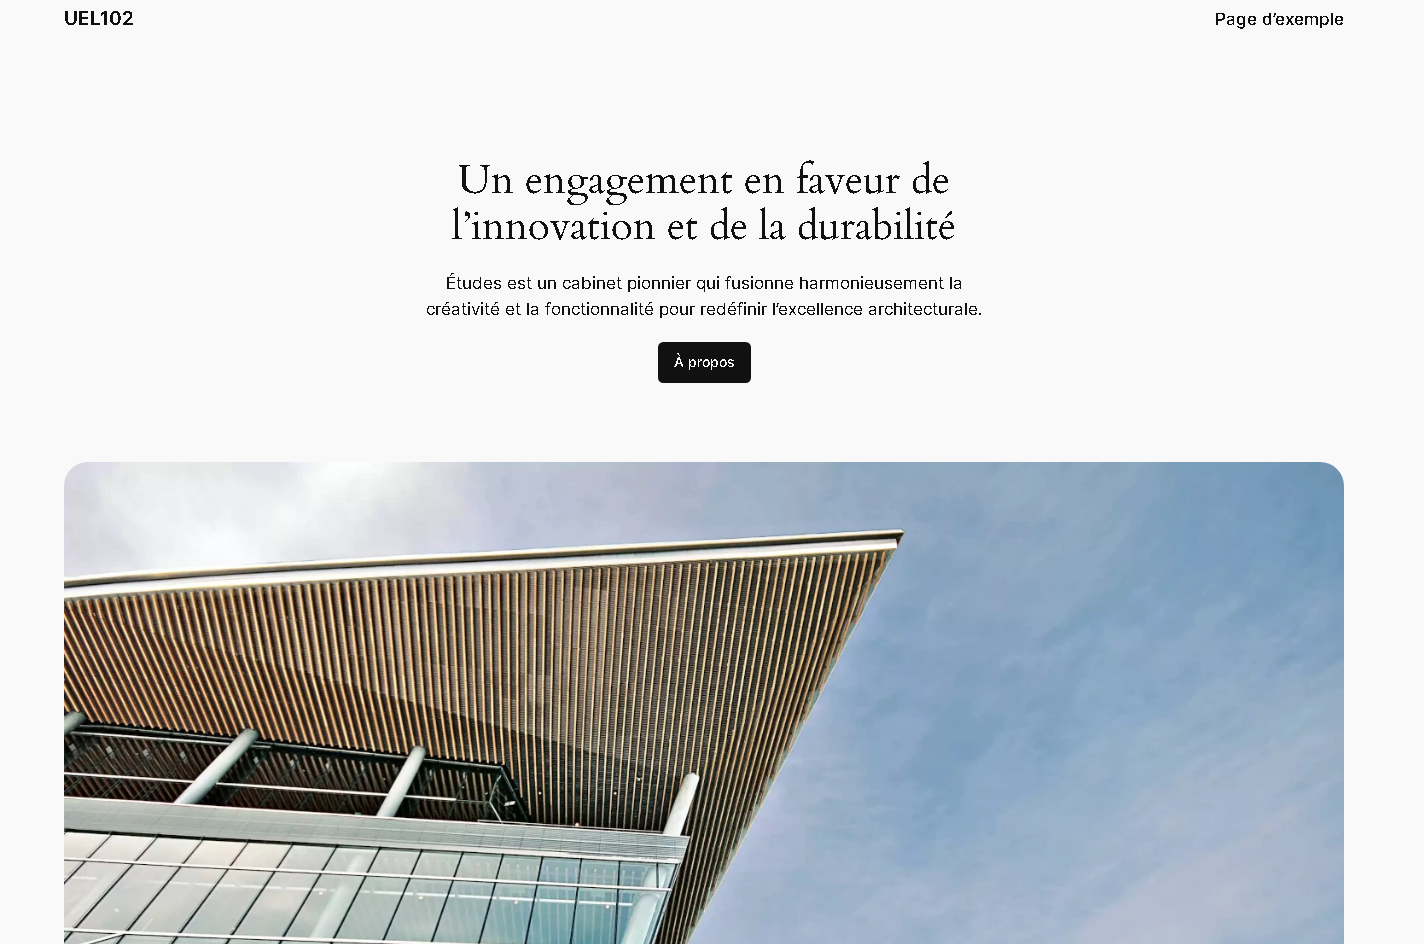 UEL102
Page d’exemple
Un engagement en faveur de
l’innovation et de la durabilité
Études est un cabinet pionnier qui fusionne harmonieusement la
créativité et la fonctionnalité pour redéfinir l’excellence architecturale.
À propos